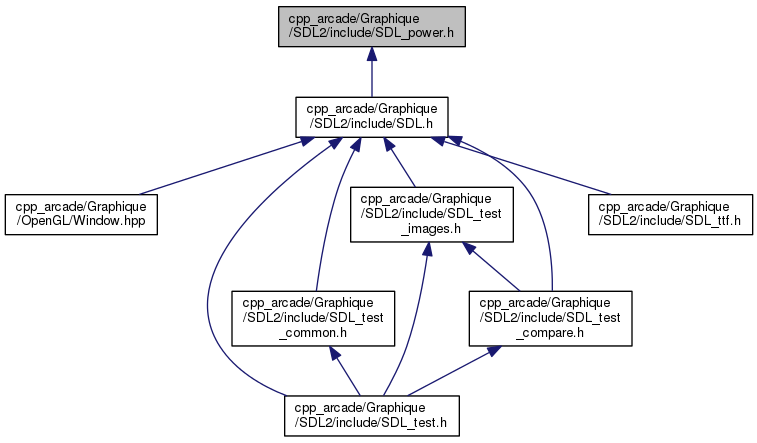 cpp_arcade/Graphique
/SDL2/include/SDL_power.h
cpp_arcade/Graphique
/SDL2/include/SDL.h
cpp_arcade/Graphique
/OpenGL/Window.hpp
cpp_arcade/Graphique
/SDL2/include/SDL_test
_images.h
cpp_arcade/Graphique
/SDL2/include/SDL_ttf.h
cpp_arcade/Graphique
/SDL2/include/SDL_test
_common.h
cpp_arcade/Graphique
/SDL2/include/SDL_test
_compare.h
cpp_arcade/Graphique
/SDL2/include/SDL_test.h